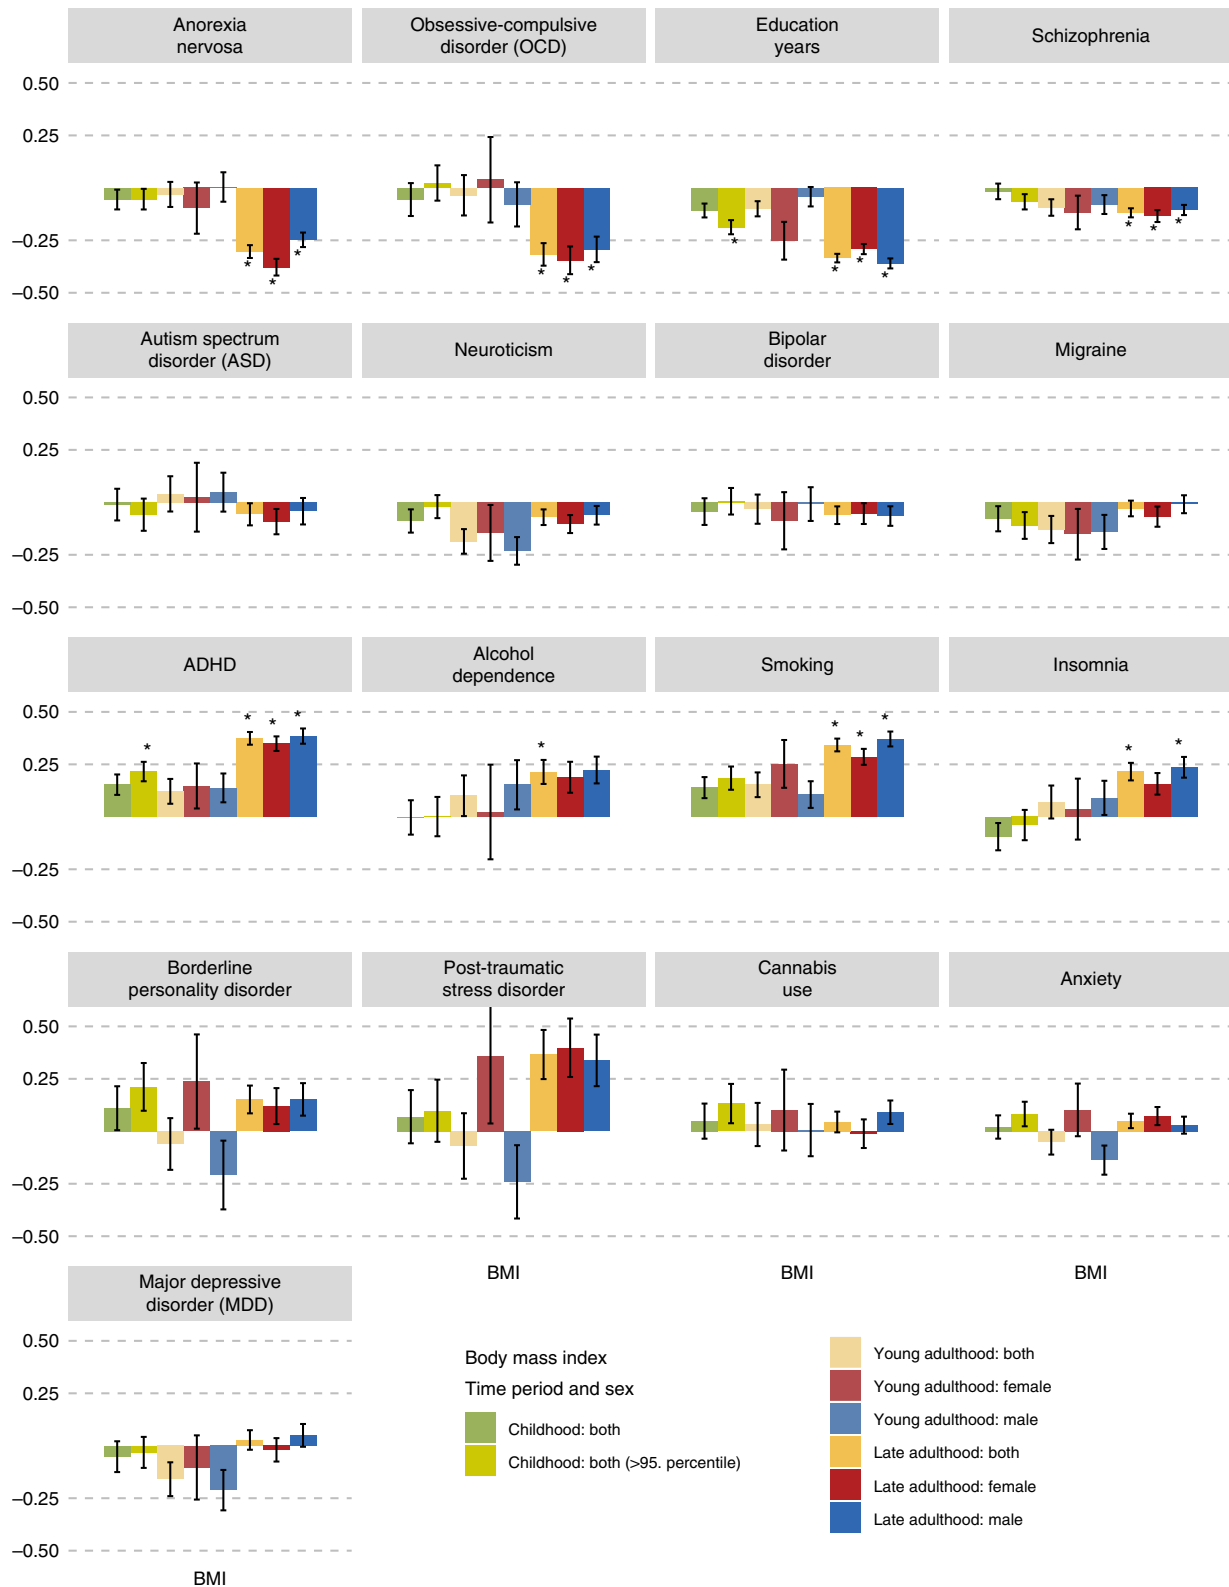 Anorexia
nervosa
Obsessive-compulsive
disorder (OCD)
Education
years
Schizophrenia
0.50
0.25
–0.25
–0.50
* * *
* * *
* * * *
* * *
Autism spectrum
disorder (ASD)
Neuroticism
Bipolar
disorder
Migraine
0.50
0.25
–0.25
–0.50
ADHD
Alcohol
dependence
Smoking
Insomnia
0.50
0.25
–0.25
–0.50
* * * *
*
* * *
* *
Borderline
personality disorder
Post-traumatic
stress disorder
Cannabis
use
Anxiety
0.50
0.25
–0.25
–0.50
BMI
BMI
BMI
Major depressive
disorder (MDD)
0.50
0.25
–0.25
–0.50
BMI
Body mass index
Time period and sex
Childhood: both
Childhood: both (>95. percentile)
Young adulthood: both
Young adulthood: female
Young adulthood: male
Late adulthood: both
Late adulthood: female
Late adulthood: male